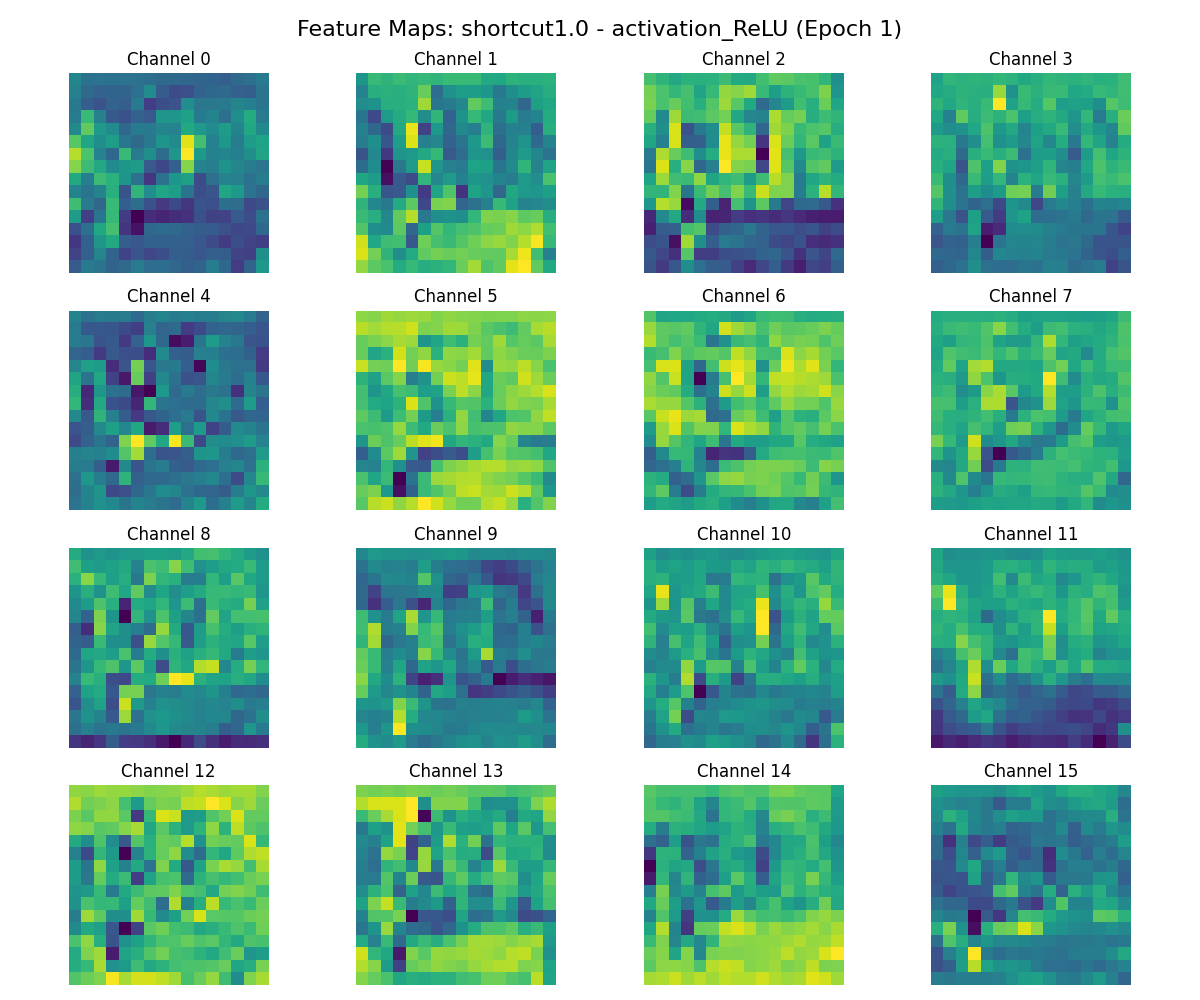 Feature Maps: shortcut1.0 - activation_ReLU (Epoch 1)
Channel 0 Channel 1 Channel 2 Channel 3
Channel 4 Channel 5 Channel 6 Channel 7
Channel 8 Channel 9 Channel 10 Channel 11
Channel 12 Channel 13 Channel 14 Channel 15